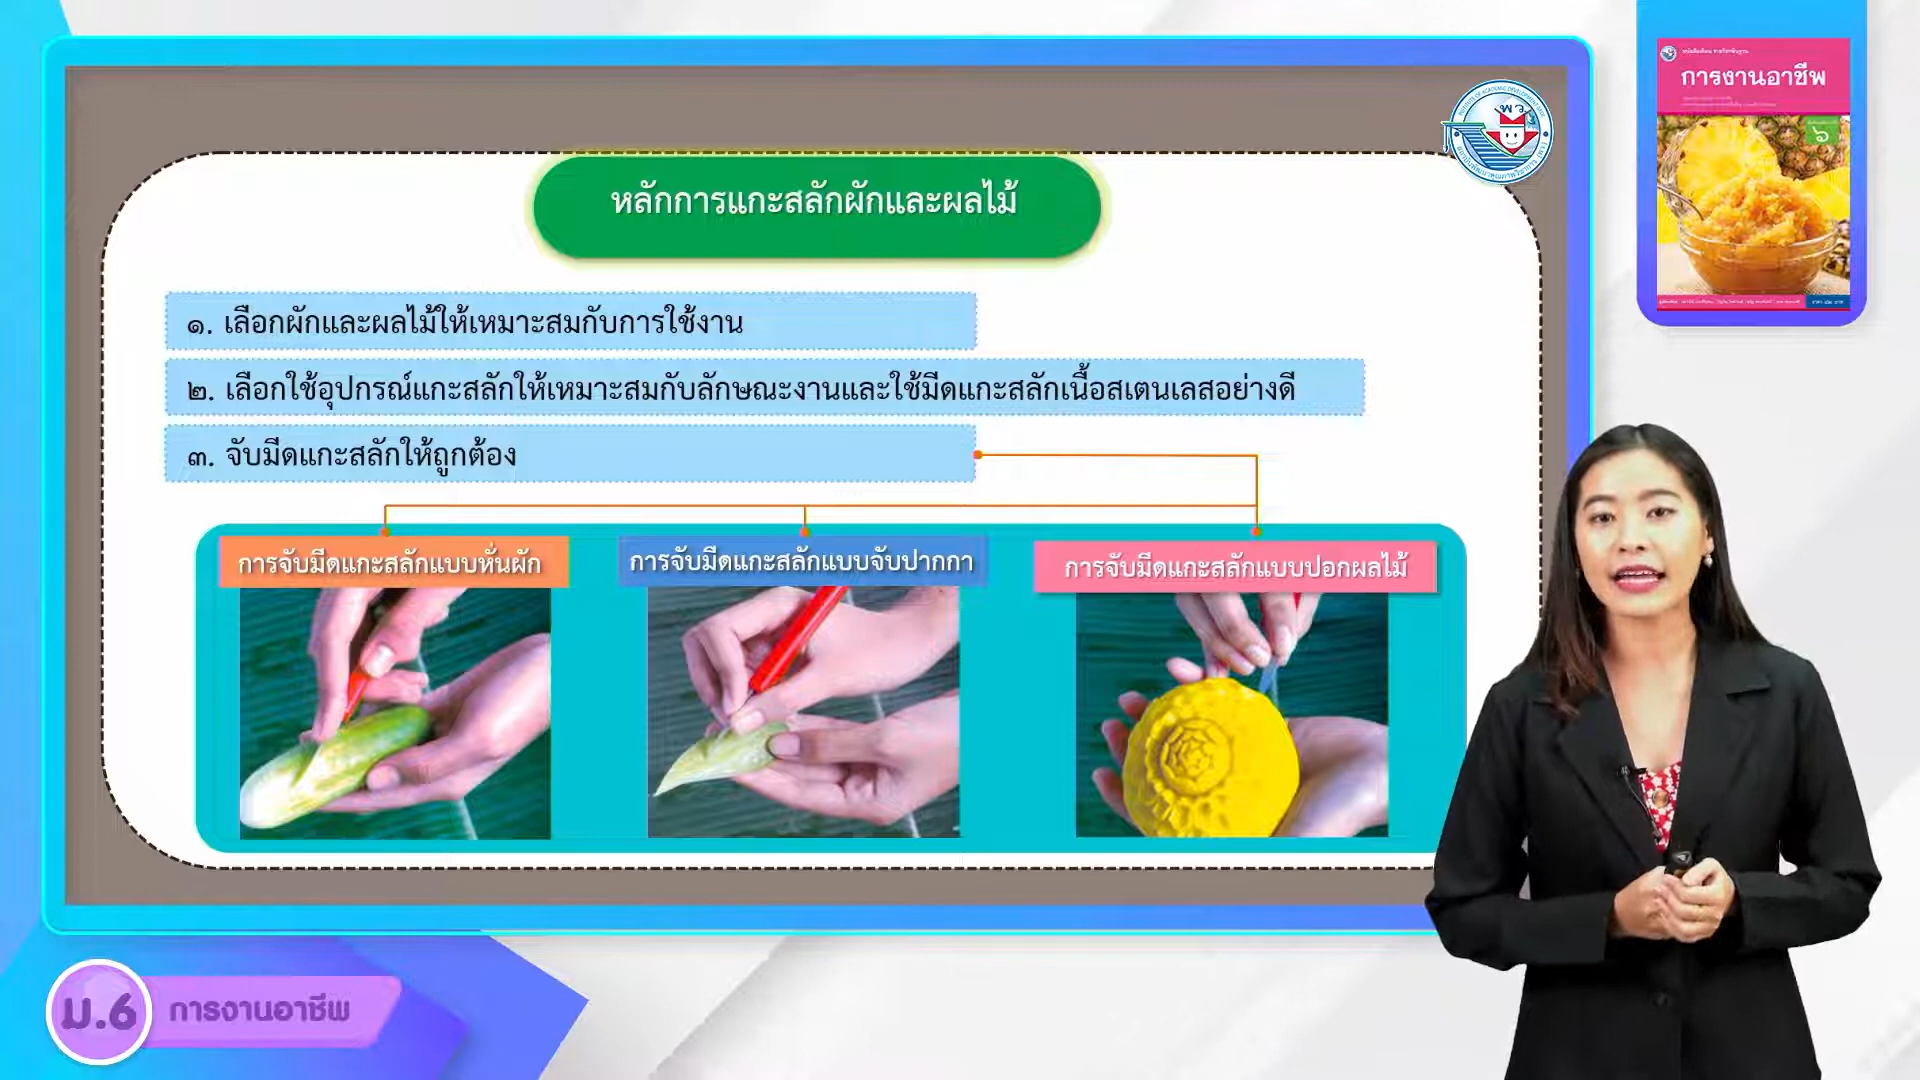 หลักการแกะสลักผักและผลไม้
๑. เลือกผักและผลไม้ให้เหมาะสมกับการใช้งาน
๒. เลือกใช้อุปกรณ์แกะสลักให้เหมาะสมกับลักษณะงานและใช้มีดแกะสลักเนื้อสเตนเลสอย่างดี
๓. จับมีดแกะสลักให้ถูกต้อง
การจับมีดแกะสลักแบบหั่นผัก
การจับมีดแกะสลักแบบจับปากกา
การจับมีดแกะสลักแบบปอกผลไม้
การงานอาชีพ
๖
พว
ม.6 การงานอาชีพ